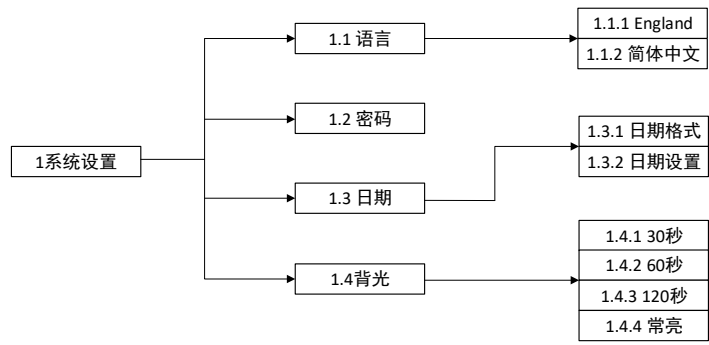 1系统设置
1.1 语言
1.1.1 England
1.1.2 简体中文
1.2 密码
1.3 日期
1.3.1 日期格式
1.3.2 日期设置
1.4背光
1.4.1 30秒
1.4.2 60秒
1.4.3 120秒
1.4.4 常亮